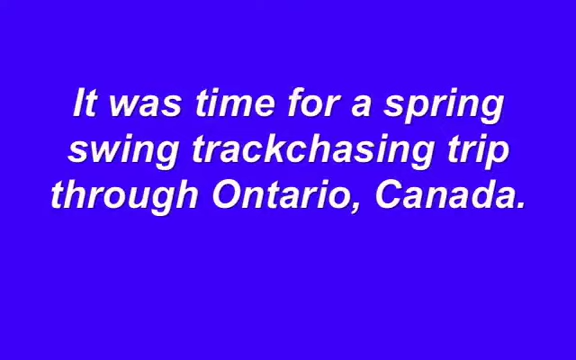 It was time for a spring
swing trackchasing trip
through Ontario, Canada.